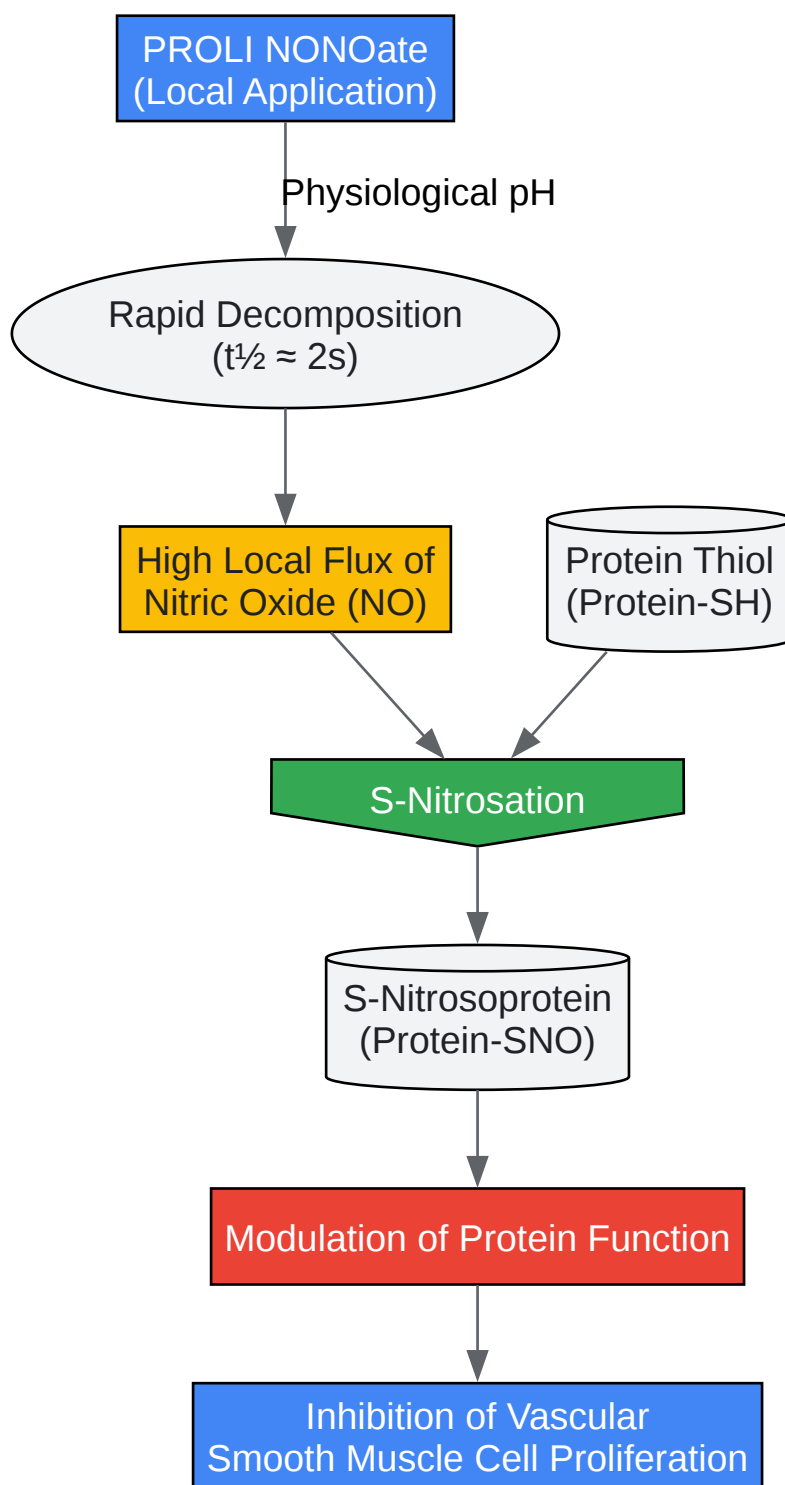 PROLI NONOate
(Local Application)
Physiological pH
Rapid Decomposition
(t½ ≈ 2s)
High Local Flux of
Nitric Oxide (NO)
Protein Thiol
(Protein-SH)
S-Nitrosation
S-Nitrosoprotein
(Protein-SNO)
Modulation of Protein Function
Inhibition of Vascular
Smooth Muscle Cell Proliferation